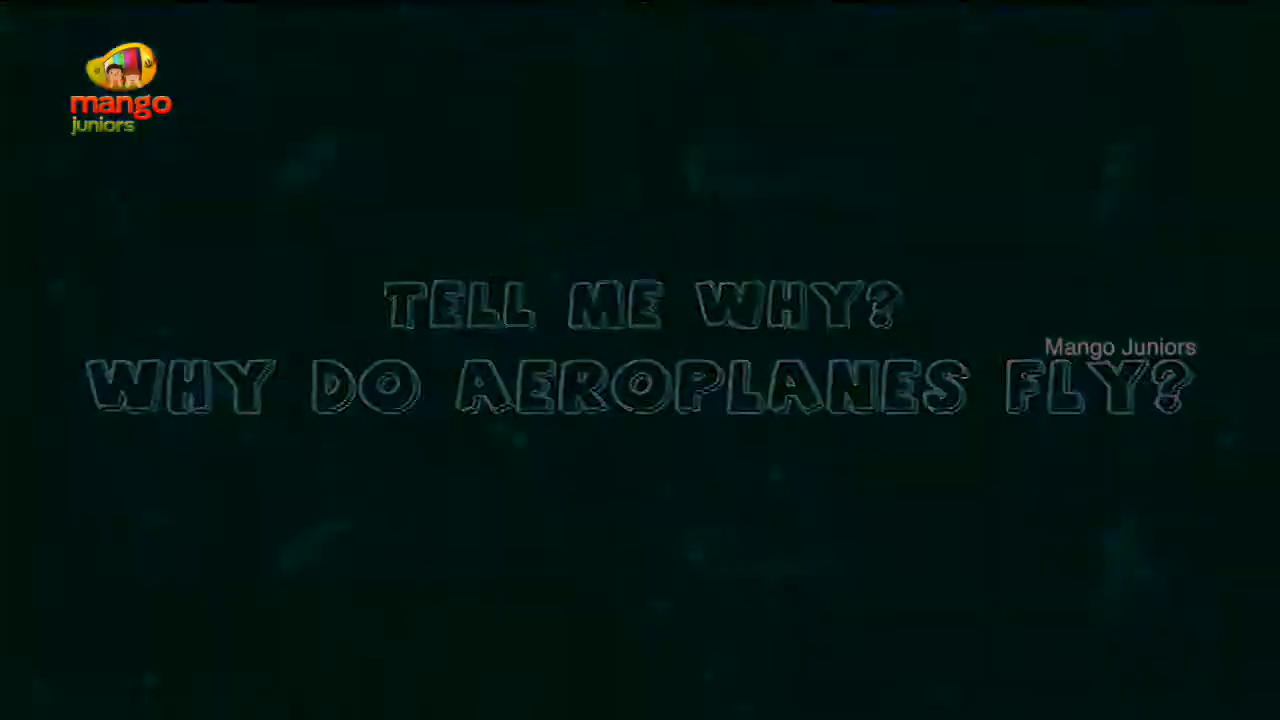 mango
juniors
TELL ME WHY?
Mango Juniors
WHY DO AEROPLANES FLY?